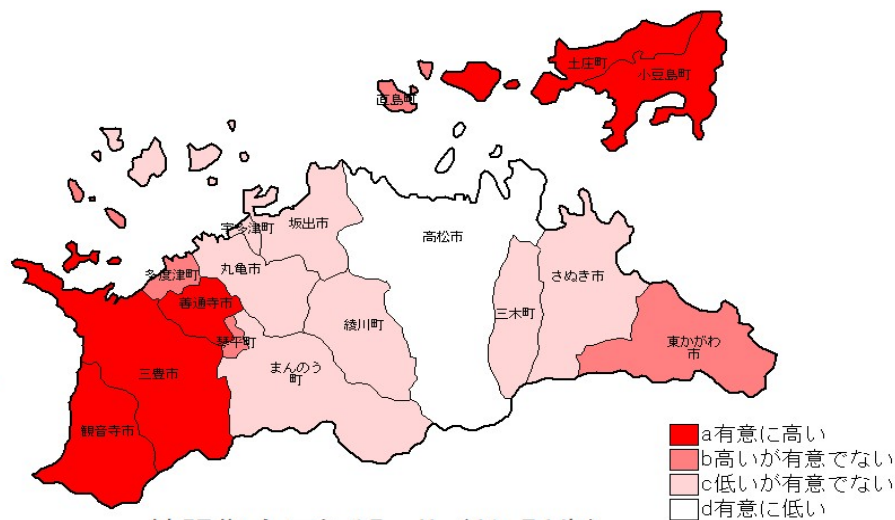 土庄町
小豆島町
直島町
宇多津町
坂出市
高松市
多度津町
丸亀市
さぬき市
善通寺市
綾川町
三木町
琴平町
東かがわ
市
まんのう
町
三豊市
観音寺市
a有意に高い
b高いが有意でない
c低いが有意でない
d有意に低い